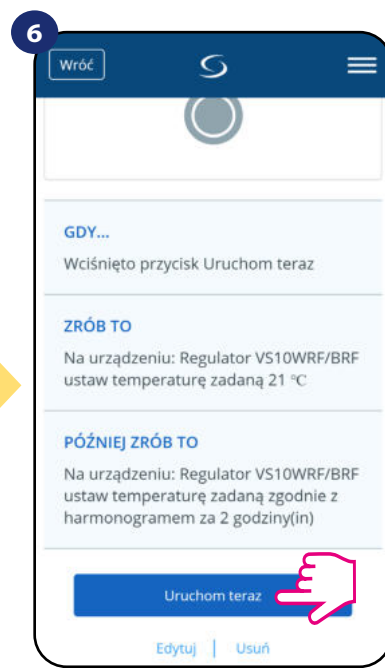 6
Wróć
GDY...
Wciśnięto przycisk Uruchom teraz
ZRÓB TO
Na urządzeniu: Regulator VS10WRF/BRF
ustaw temperaturę zadaną 21 °C
PÓŹNIEJ ZRÓB TO
Na urządzeniu: Regulator VS10WRF/BRF
ustaw temperaturę zadaną zgodnie z
harmonogramem za 2 godziny(in)
Uruchom teraz
Edytuj | Usuń